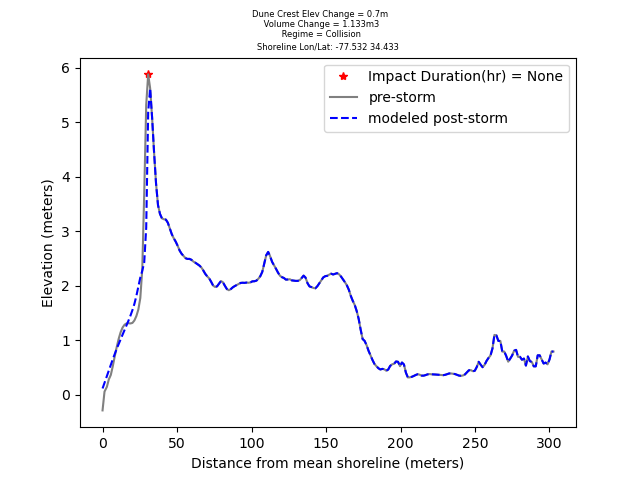 Dune Crest Elev Change = 0.7m
Volume Change = 1.133m3
Regime = Collision
Shoreline Lon/Lat: -77.532 34.433
Impact Duration(hr) = None
pre-storm
modeled post-storm
Elevation (meters)
6
5
4
3
2
1
0
0 50 100 150 200 250 300
Distance from mean shoreline (meters)